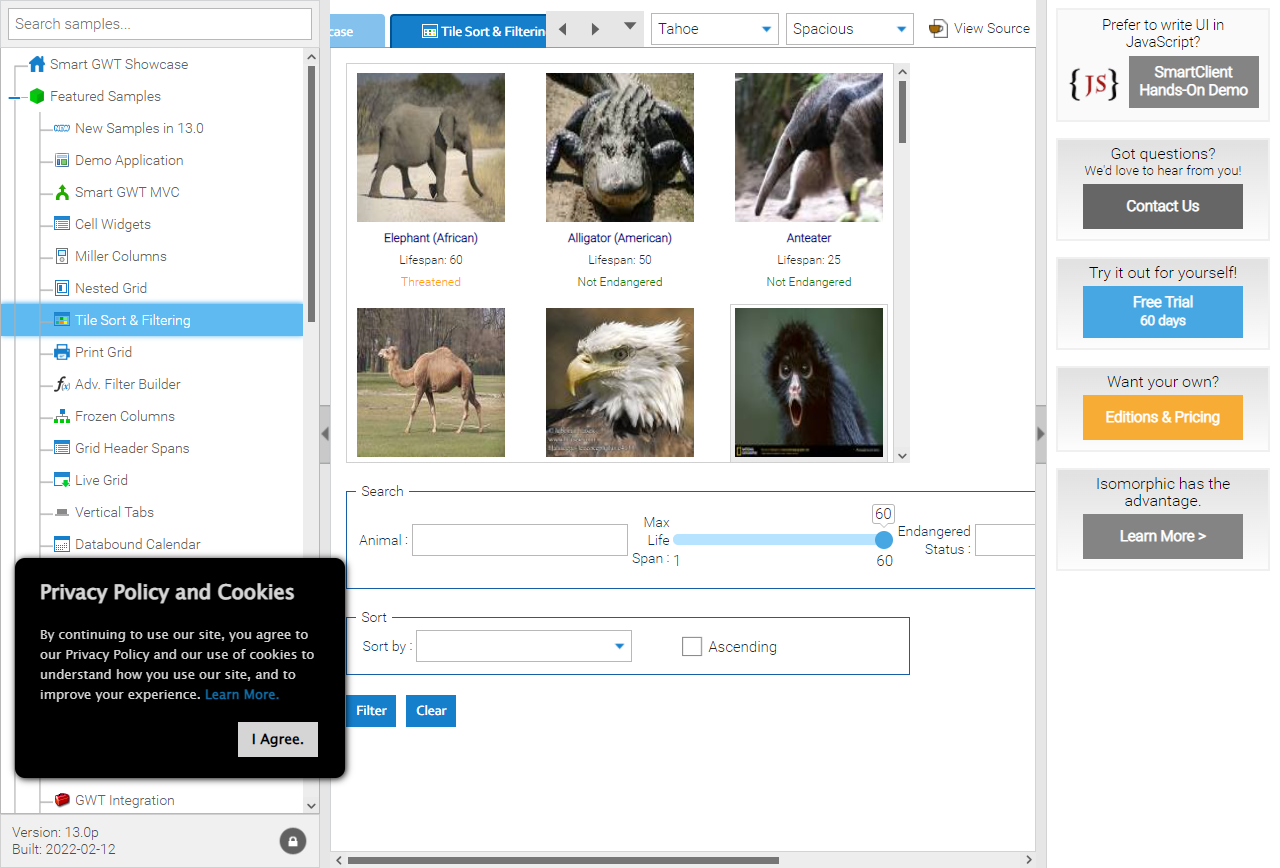 Search samples...
Smart GWT Showcase
Featured Samples
New Samples in 13.0
Demo Application
Smart GWT MVC
Cell Widgets
Miller Columns
Nested Grid
Tile Sort & Filtering
Print Grid
Adv. Filter Builder
Frozen Columns
Grid Header Spans
Live Grid
Vertical Tabs
Databound Calendar
GWT Integration
Version: 13.0p
Built: 2022-02-12
Privacy Policy and Cookies
By continuing to use our site, you agree to
our Privacy Policy and our use of cookies to
understand how you use our site, and to
improve your experience. Learn More.
I Agree.
case
Tile Sort & Filterin
Tahoe
Spacious
View Source
Elephant (African)
Lifespan: 60
Threatened
Alligator (American)
Lifespan: 50
Not Endangered
Anteater
Lifespan: 25
Not Endangered
Search
Animal :
Max
Life
Span :
1
60
60
Endangered
Status :
Sort
Sort by :
Ascending
Filter
Clear
Prefer to write UI in
JavaScript?
{JS}
SmartClient
Hands-On Demo
Got questions?
We'd love to hear from you!
Contact Us
Try it out for yourself!
Free Trial
60 days
Want your own?
Editions & Pricing
Isomorphic has the
advantage.
Learn More >